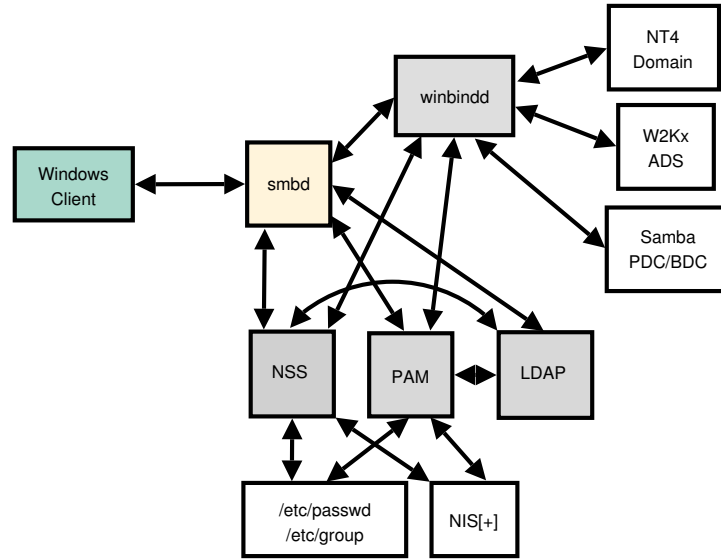 NT4
Domain
winbindd
W2Kx
ADS
Windows
Client
smbd
Samba
PDC/BDC
NSS
PAM
LDAP
/etc/passwd
/etc/group
NIS[+]